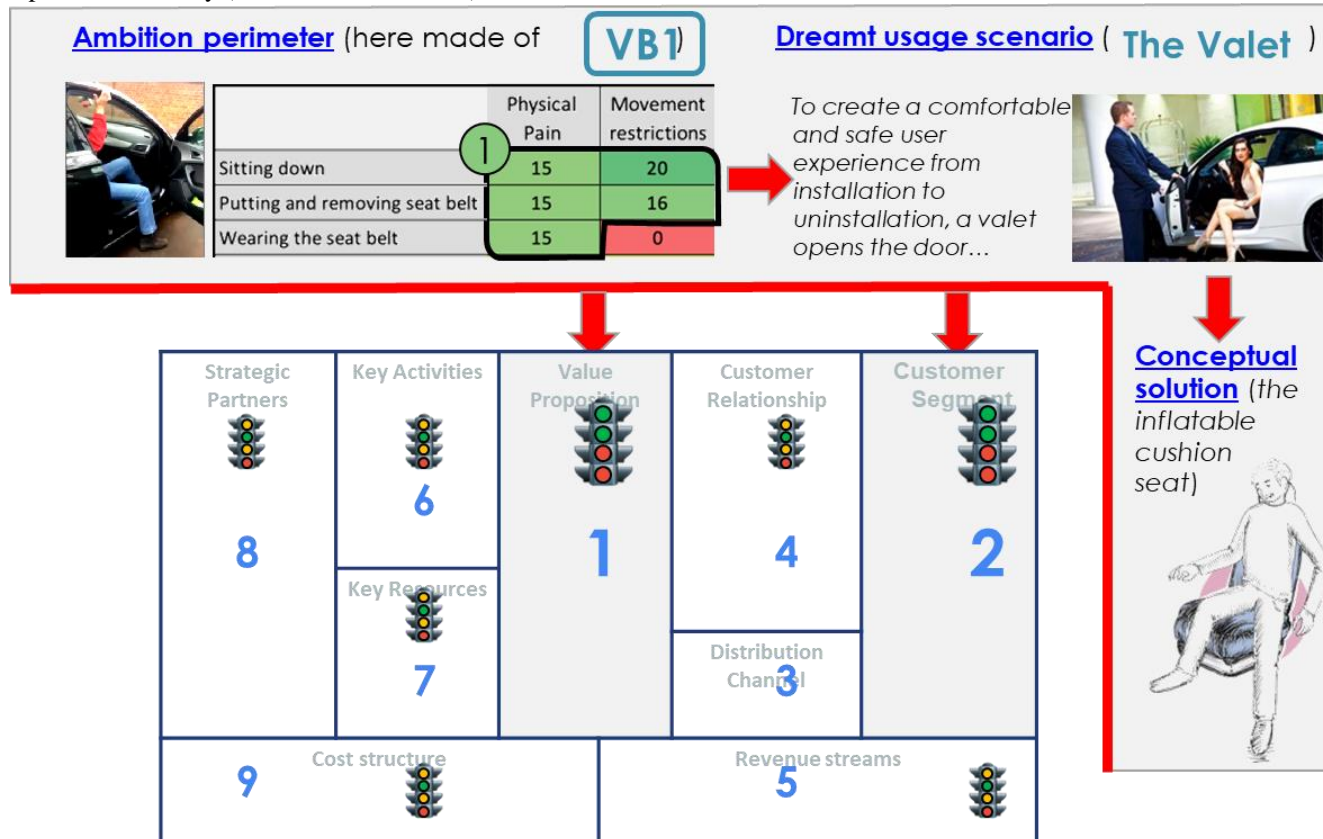 Ambition perimeter (here made of VB1)
Dreamt usage scenario ( The Valet )
Physical Pain
Movement restrictions
1
Sitting down 15 20
Putting and removing seat belt 15 16
Wearing the seat belt 15 0
To create a comfortable
and safe user
experience from
installation to
uninstallation, a valet
opens the door…
Conceptual
solution (the
inflatable
cushion
seat)
Strategic
Partners
8
Key Activities
6
Key Resources
7
Value
Proposition
1
Customer
Relationship
4
Distribution
Channel
3
Customer
Segment
2
Cost structure
9
Revenue streams
5